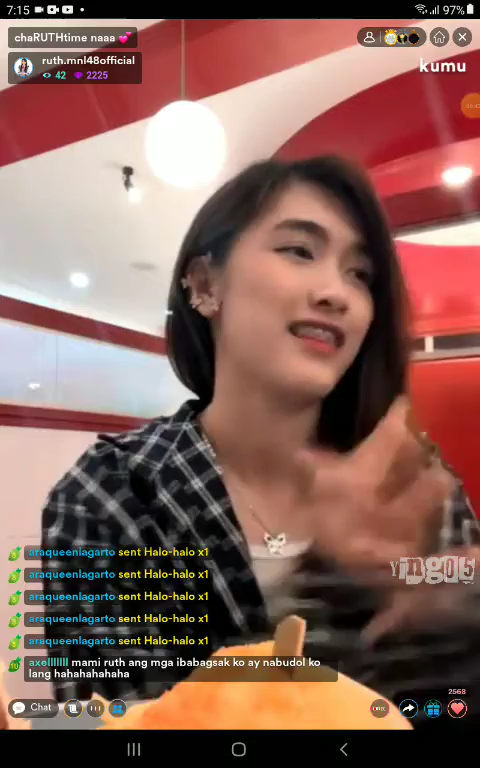 7:15
97%
chaRUTHtime naaa 💕
ruth.mnl48official
42 2225
kumu
araqueenlagarto sent Halo-halo x1
araqueenlagarto sent Halo-halo x1
araqueenlagarto sent Halo-halo x1
araqueenlagarto sent Halo-halo x1
araqueenlagarto sent Halo-halo x1
axelllllll mami ruth ang mga ibabagsak ko ay nabudol ko
lang hahahahahaha
Ying05
2568
Chat